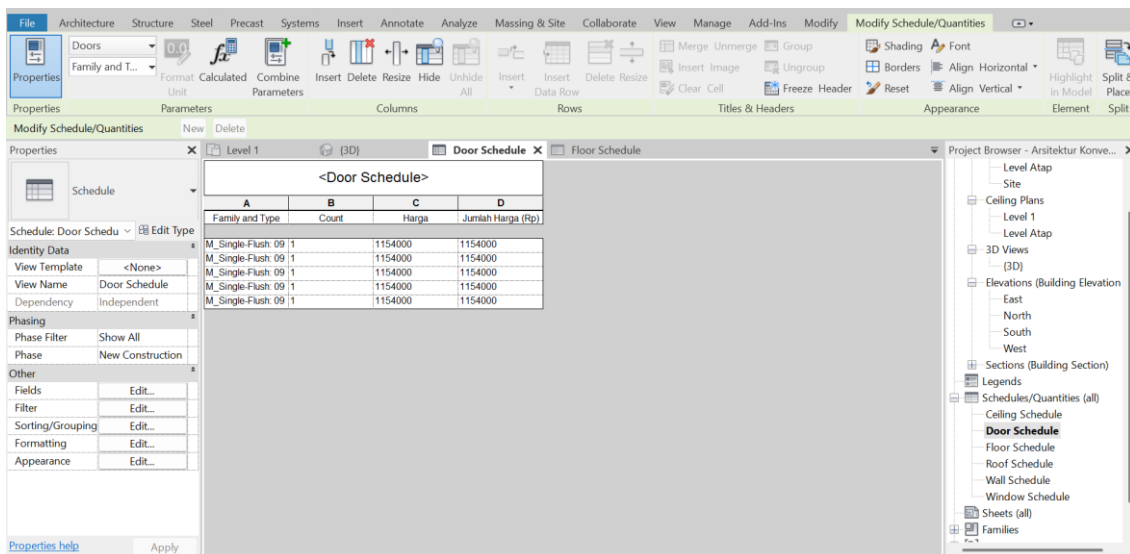 File Architecture Structure Steel Precast Systems Insert Annotate Analyze Massing & Site Collaborate View Manage Add-Ins Modify Modify Schedule/Quantities
Properties
Doors
Family and T...
0.0
Format Unit
fx
Calculated
Combine Parameters
Insert Delete Resize Hide Unhide All
Insert
Insert Data Row
Delete Resize
Merge Unmerge
Insert Image
Clear Cell
Group
Ungroup
Freeze Header
Shading
Borders
Reset
Font
Align Horizontal
Align Vertical
Highlight in Model
Split &
Place
Properties Parameters Columns Rows Titles & Headers Appearance Element Split
Modify Schedule/Quantities New Delete
Properties
Schedule
Schedule: Door Schedu Edit Type
Identity Data
View Template <None>
View Name Door Schedule
Dependency Independent
Phasing
Phase Filter Show All
Phase New Construction
Other
Fields Edit...
Filter Edit...
Sorting/Grouping Edit...
Formatting Edit...
Appearance Edit...
Properties help Apply
Level 1 {3D} Door Schedule Floor Schedule
<Door Schedule>
A B C D
Family and Type Count Harga Jumlah Harga (Rp)
M_Single-Flush: 09 1 1154000 1154000
M_Single-Flush: 09 1 1154000 1154000
M_Single-Flush: 09 1 1154000 1154000
M_Single-Flush: 09 1 1154000 1154000
M_Single-Flush: 09 1 1154000 1154000
Project Browser - Arsitektur Konve...
Level Atap
Site
Ceiling Plans
Level 1
Level Atap
3D Views
{3D}
Elevations (Building Elevation
East
North
South
West
Sections (Building Section)
Legends
Schedules/Quantities (all)
Ceiling Schedule
Door Schedule
Floor Schedule
Roof Schedule
Wall Schedule
Window Schedule
Sheets (all)
Families